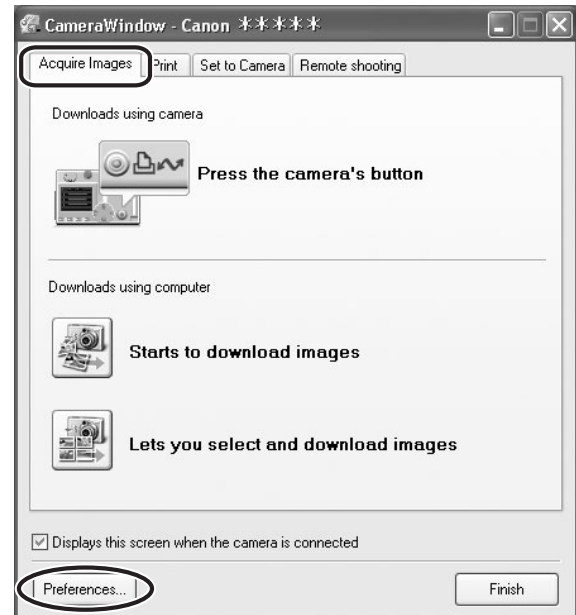 CameraWindow - Canon *****
Acquire Images Print Set to Camera Remote shooting
Downloads using camera
Press the camera's button
Downloads using computer
Starts to download images
Lets you select and download images
Displays this screen when the camera is connected
Preferences... Finish